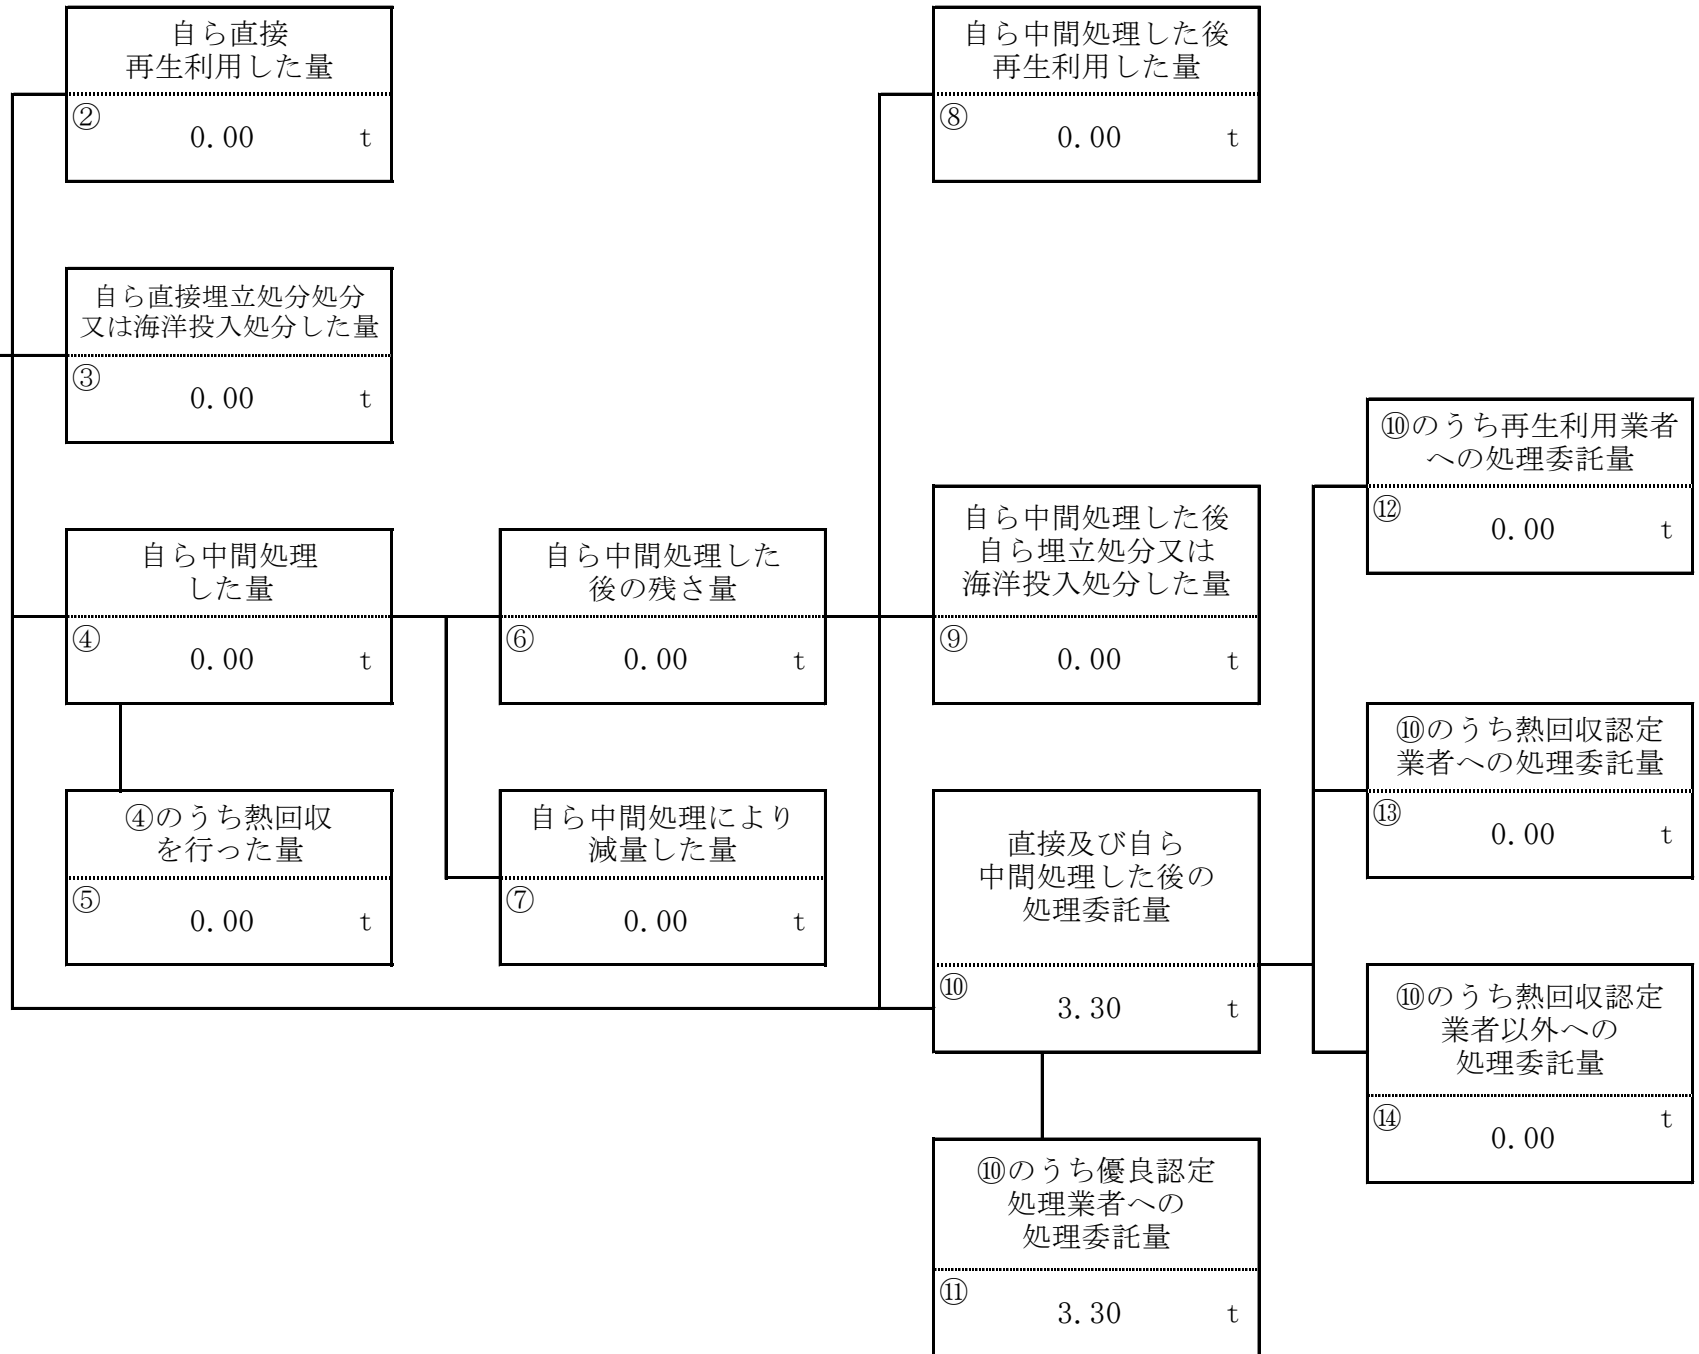 自ら直接
再生利用した量
②
0.00 t
自ら直接埋立処分処分
又は海洋投入処分した量
③
0.00 t
自ら中間処理
した量
④
0.00 t
④のうち熱回収
を行った量
⑤
0.00 t
自ら中間処理した
後の残さ量
⑥
0.00 t
自ら中間処理により
減量した量
⑦
0.00 t
自ら中間処理した後
再生利用した量
⑧
0.00 t
自ら中間処理した後
自ら埋立処分又は
海洋投入処分した量
⑨
0.00 t
直接及び自ら
中間処理した後の
処理委託量
⑩
3.30 t
⑩のうち優良認定
処理業者への
処理委託量
⑪
3.30 t
⑩のうち再生利用業者
への処理委託量
⑫
0.00 t
⑩のうち熱回収認定
業者への処理委託量
⑬
0.00 t
⑩のうち熱回収認定
業者以外への
処理委託量
⑭
0.00 t